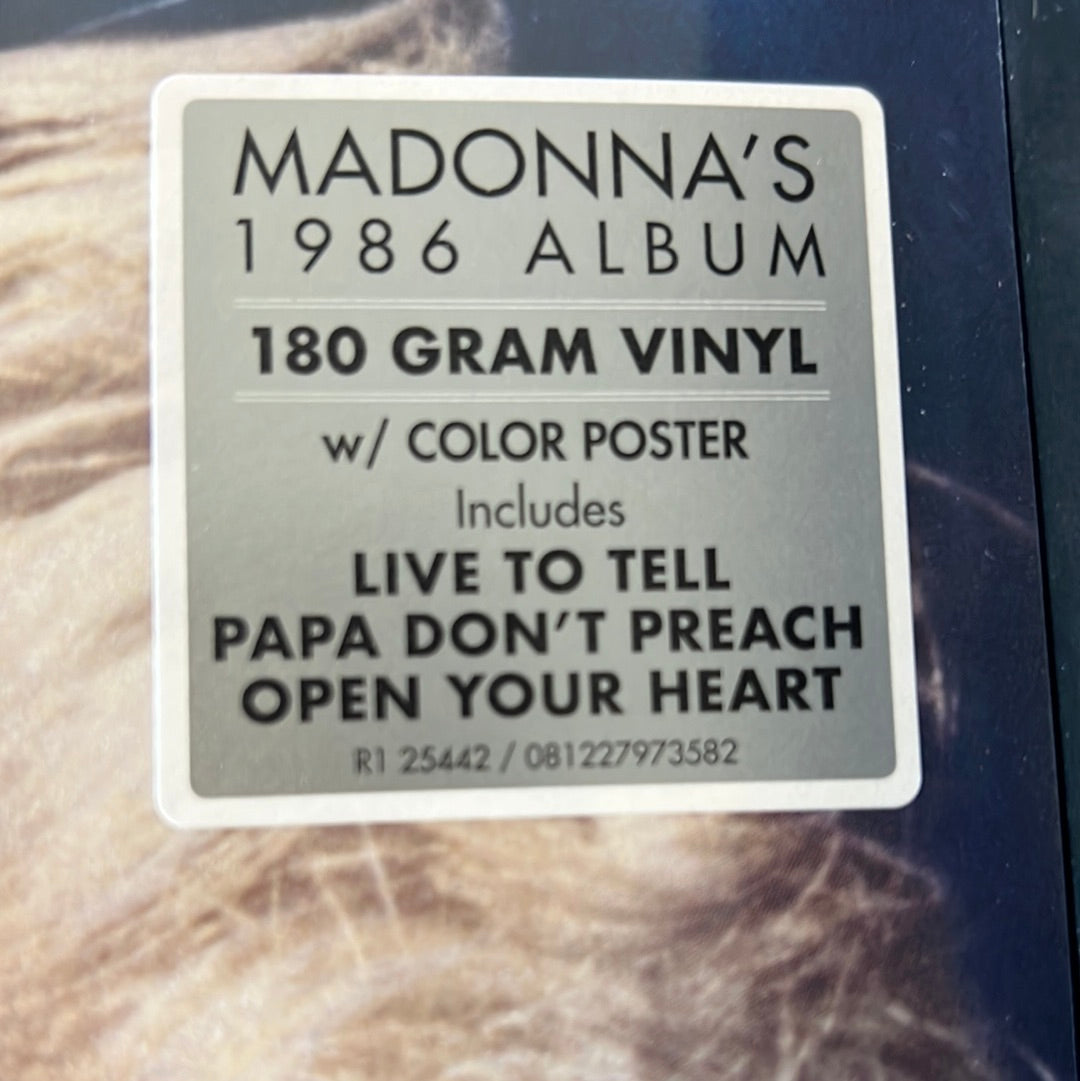 MADONNA'S
1986 ALBUM
180 GRAM VINYL
w/ COLOR POSTER
Includes
LIVE TO TELL
PAPA DON'T PREACH
OPEN YOUR HEART
R1 25442 / 081227973582